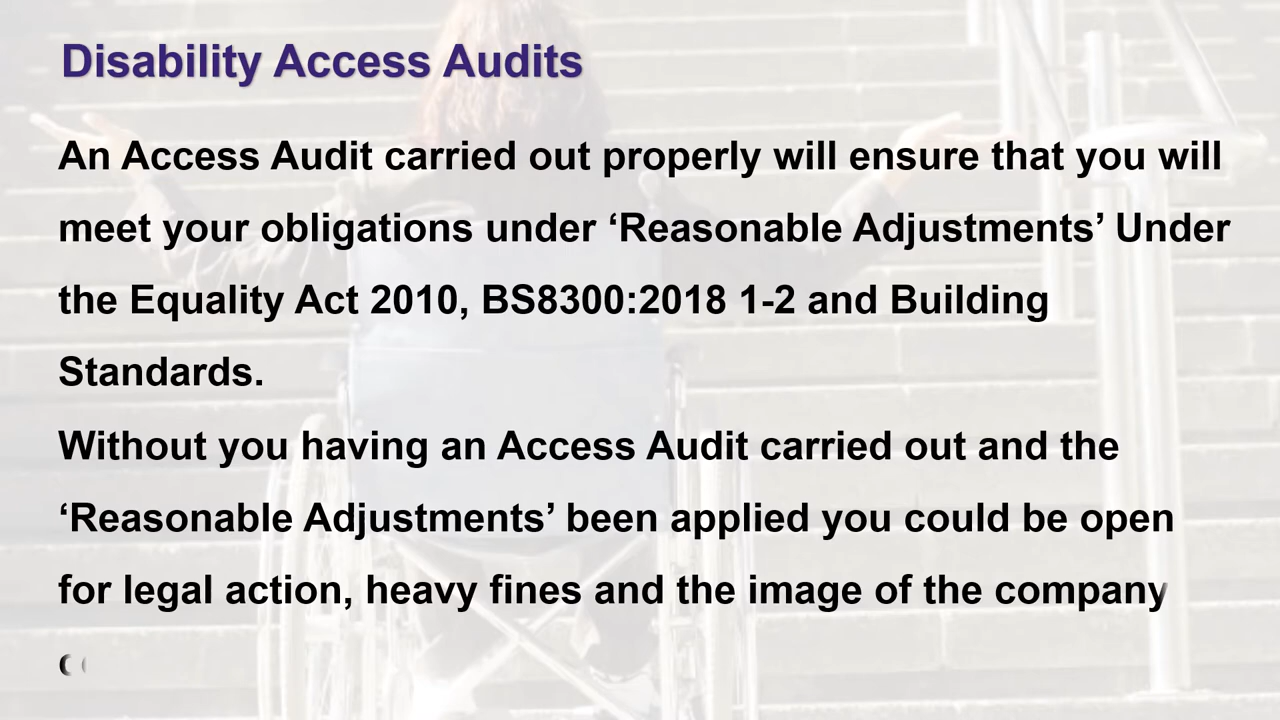 Disability Access Audits
An Access Audit carried out properly will ensure that you will
meet your obligations under ‘Reasonable Adjustments’ Under
the Equality Act 2010, BS8300:2018 1-2 and Building
Standards.
Without you having an Access Audit carried out and the
‘Reasonable Adjustments’ been applied you could be open
for legal action, heavy fines and the image of the company